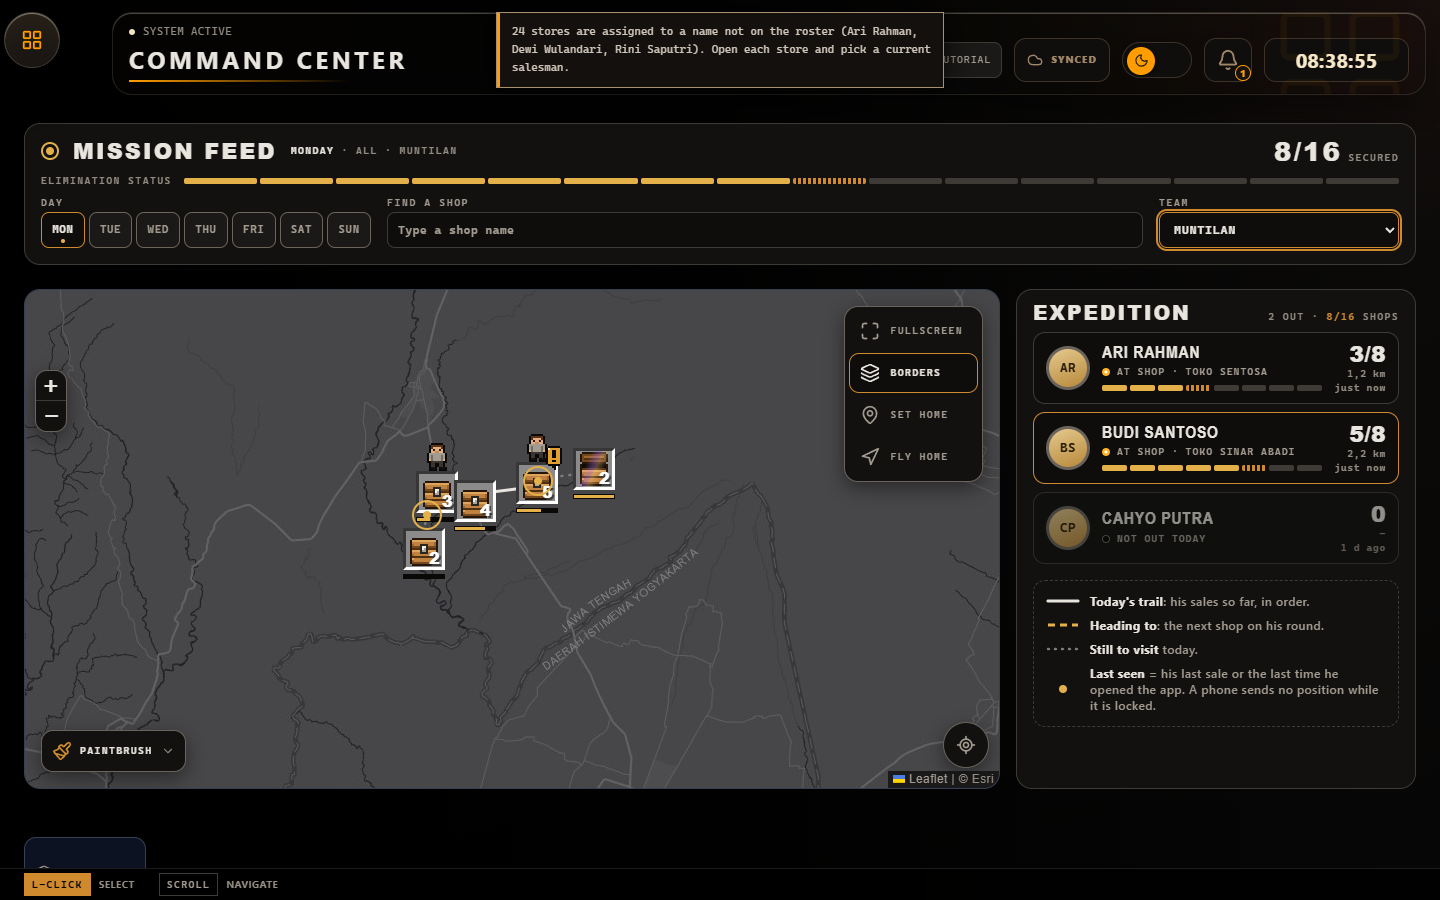 SYSTEM ACTIVE
COMMAND CENTER
24 stores are assigned to a name not on the roster (Ari Rahman,
Dewi Wulandari, Rini Saputri). Open each store and pick a current
salesman.
UTORIAL
SYNCED
1
08:38:55
MISSION FEED
MONDAY · ALL · MUNTILAN
8/16 SECURED
ELIMINATION STATUS
DAY
FIND A SHOP
TEAM
MON
TUE
WED
THU
FRI
SAT
SUN
Type a shop name
MUNTILAN
FULLSCREEN
BORDERS
SET HOME
FLY HOME
+
−
3
4
5
2
2
JAWA TENGAH
DAERAH ISTIMEWA YOGYAKARTA
PAINTBRUSH
Leaflet | © Esri
EXPEDITION
2 OUT · 8/16 SHOPS
AR
ARI RAHMAN
AT SHOP · TOKO SENTOSA
3/8
1,2 km
just now
BS
BUDI SANTOSO
AT SHOP · TOKO SINAR ABADI
5/8
2,2 km
just now
CP
CAHYO PUTRA
NOT OUT TODAY
0
–
1 d ago
Today's trail: his sales so far, in order.
Heading to: the next shop on his round.
Still to visit today.
Last seen = his last sale or the last time he
opened the app. A phone sends no position while
it is locked.
L-CLICK SELECT
SCROLL NAVIGATE